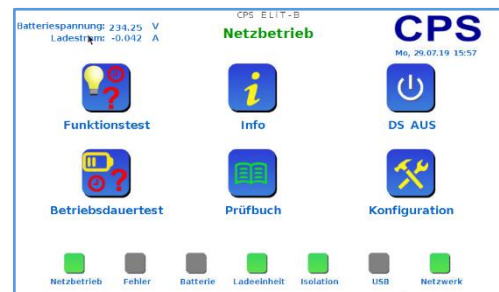 CPS ELIT-B
Batteriespannung: 234.25 V
Ladestrom: -0.042 A
Netzbetrieb
CPS
Mo, 29.07.19 15:57
Funktionstest
Info
DS AUS
Betriebsdauertest
Prüfbuch
Konfiguration
Netzbetrieb
Fehler
Batterie
Ladeeinheit
Isolation
USB
Netzwerk